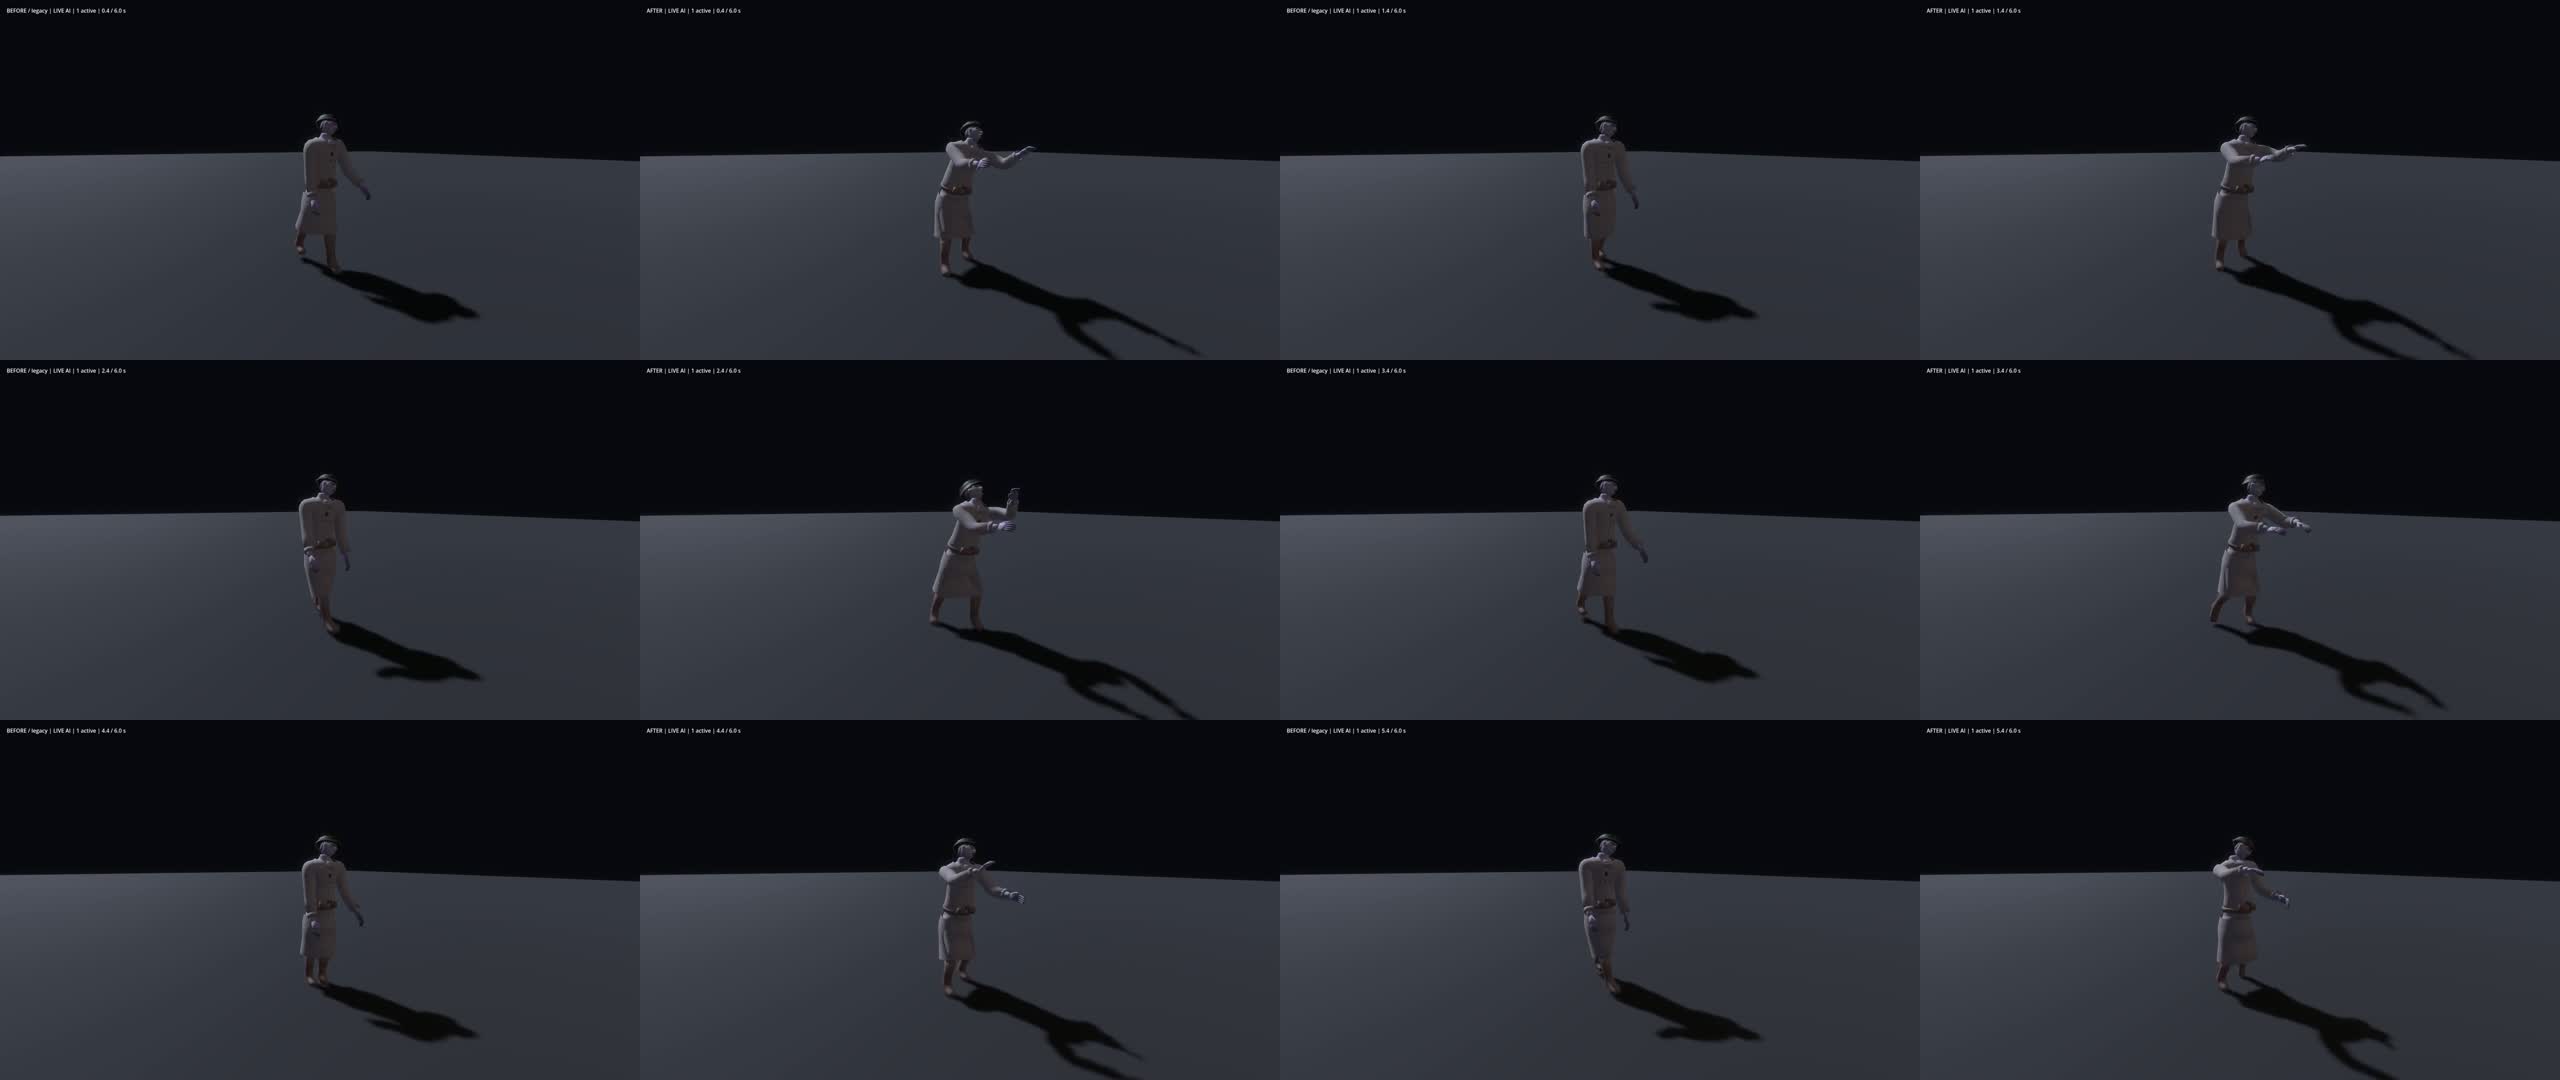 BEFORE / legacy | LIVE AI | 1 active | 0.4 / 6.0 s
AFTER | LIVE AI | 1 active | 0.4 / 6.0 s
BEFORE / legacy | LIVE AI | 1 active | 1.4 / 6.0 s
AFTER | LIVE AI | 1 active | 1.4 / 6.0 s
BEFORE / legacy | LIVE AI | 1 active | 2.4 / 6.0 s
AFTER | LIVE AI | 1 active | 2.4 / 6.0 s
BEFORE / legacy | LIVE AI | 1 active | 3.4 / 6.0 s
AFTER | LIVE AI | 1 active | 3.4 / 6.0 s
BEFORE / legacy | LIVE AI | 1 active | 4.4 / 6.0 s
AFTER | LIVE AI | 1 active | 4.4 / 6.0 s
BEFORE / legacy | LIVE AI | 1 active | 5.4 / 6.0 s
AFTER | LIVE AI | 1 active | 5.4 / 6.0 s